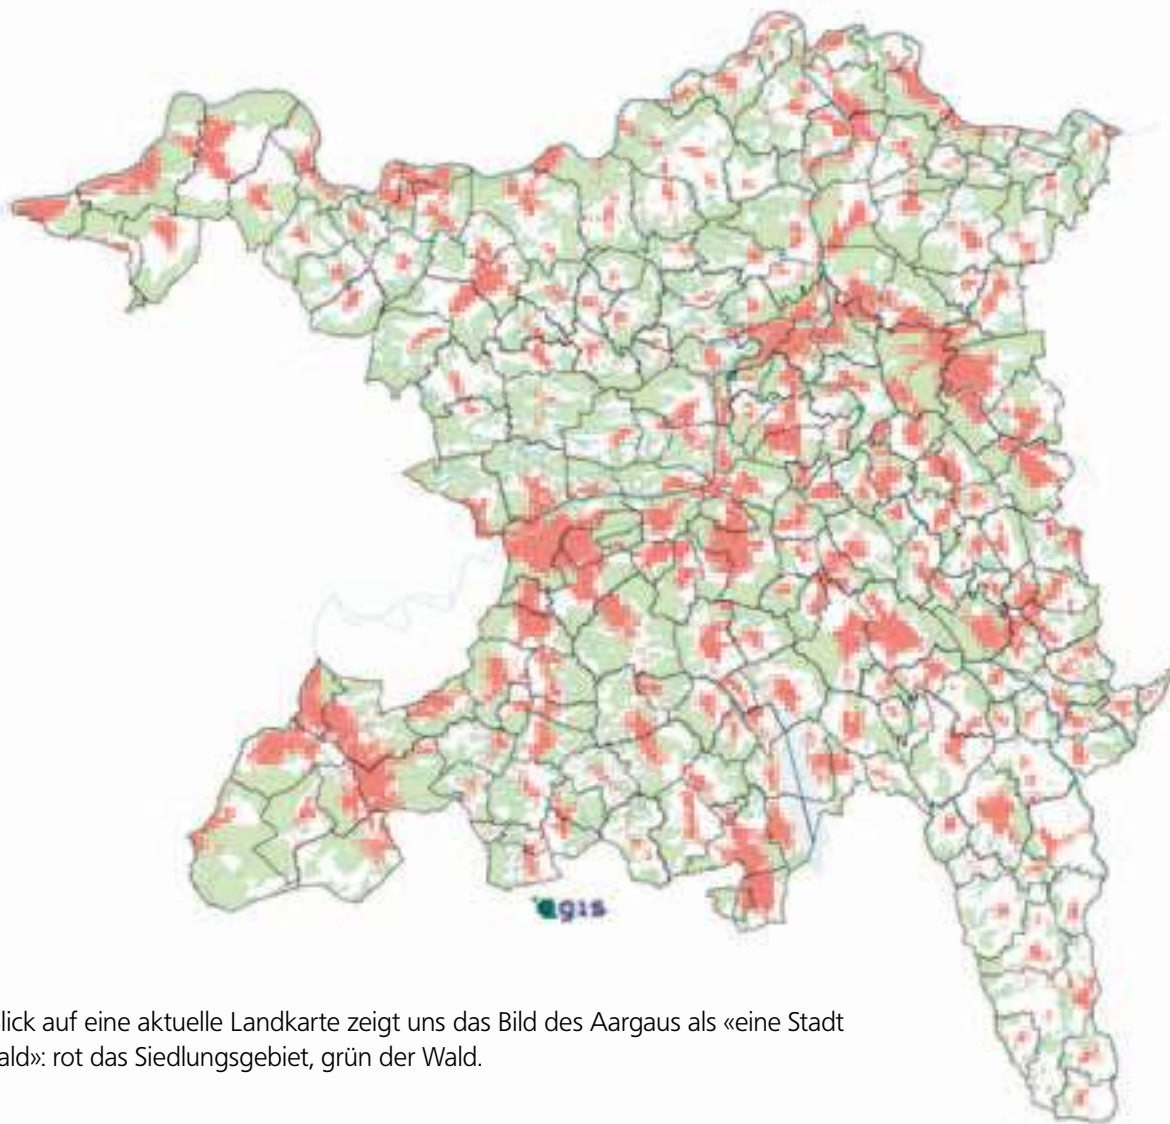 agis
lick auf eine aktuelle Landkarte zeigt uns das Bild des Aargaus als «eine Stadt
ald»: rot das Siedlungsgebiet, grün der Wald.